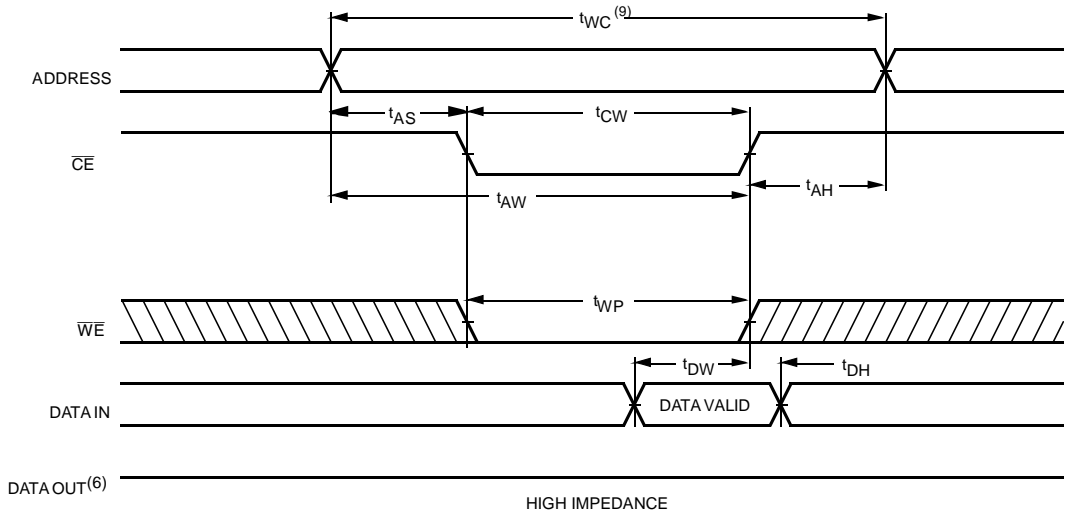 tWC (9)
ADDRESS
tAS
tCW
CE
tAW
tAH
WE
tWP
tDW
tDH
DATA IN
DATA VALID
DATA OUT(6)
HIGH IMPEDANCE